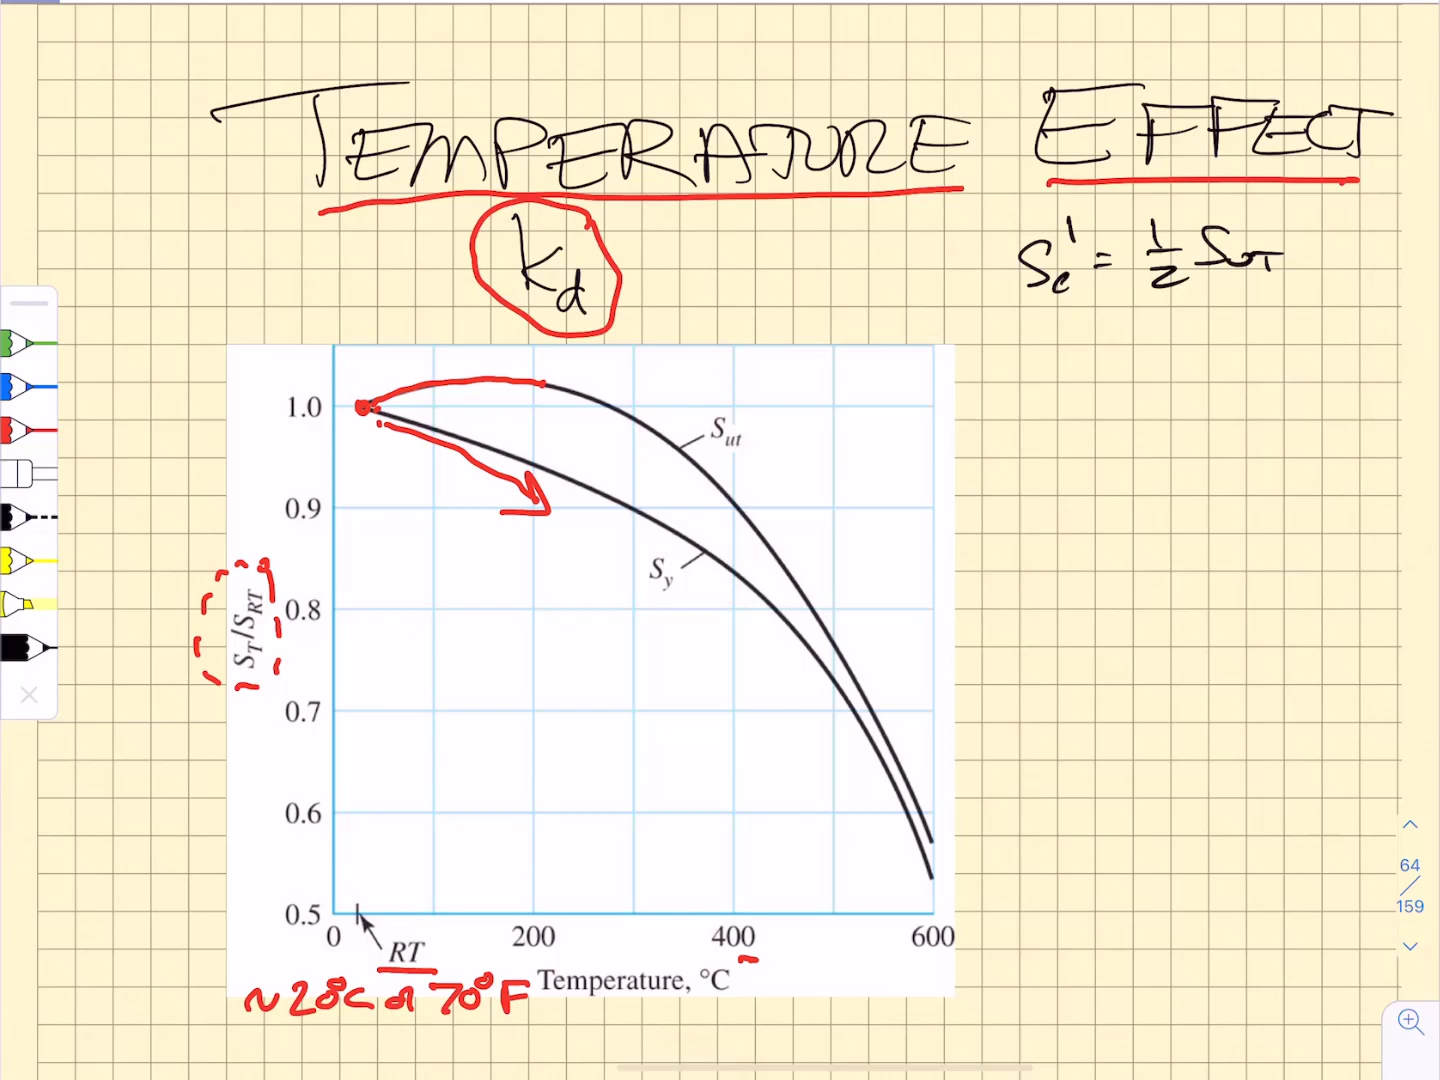 TEMPERATURE EFFECT
kd
Se' = 1/2 SUT
1.0
0.9
0.8
0.7
0.6
0.5
ST/SRT
Sut
Sy
0
200
400
600
RT
Temperature, °C
~20°C or 70°F
64
/
159